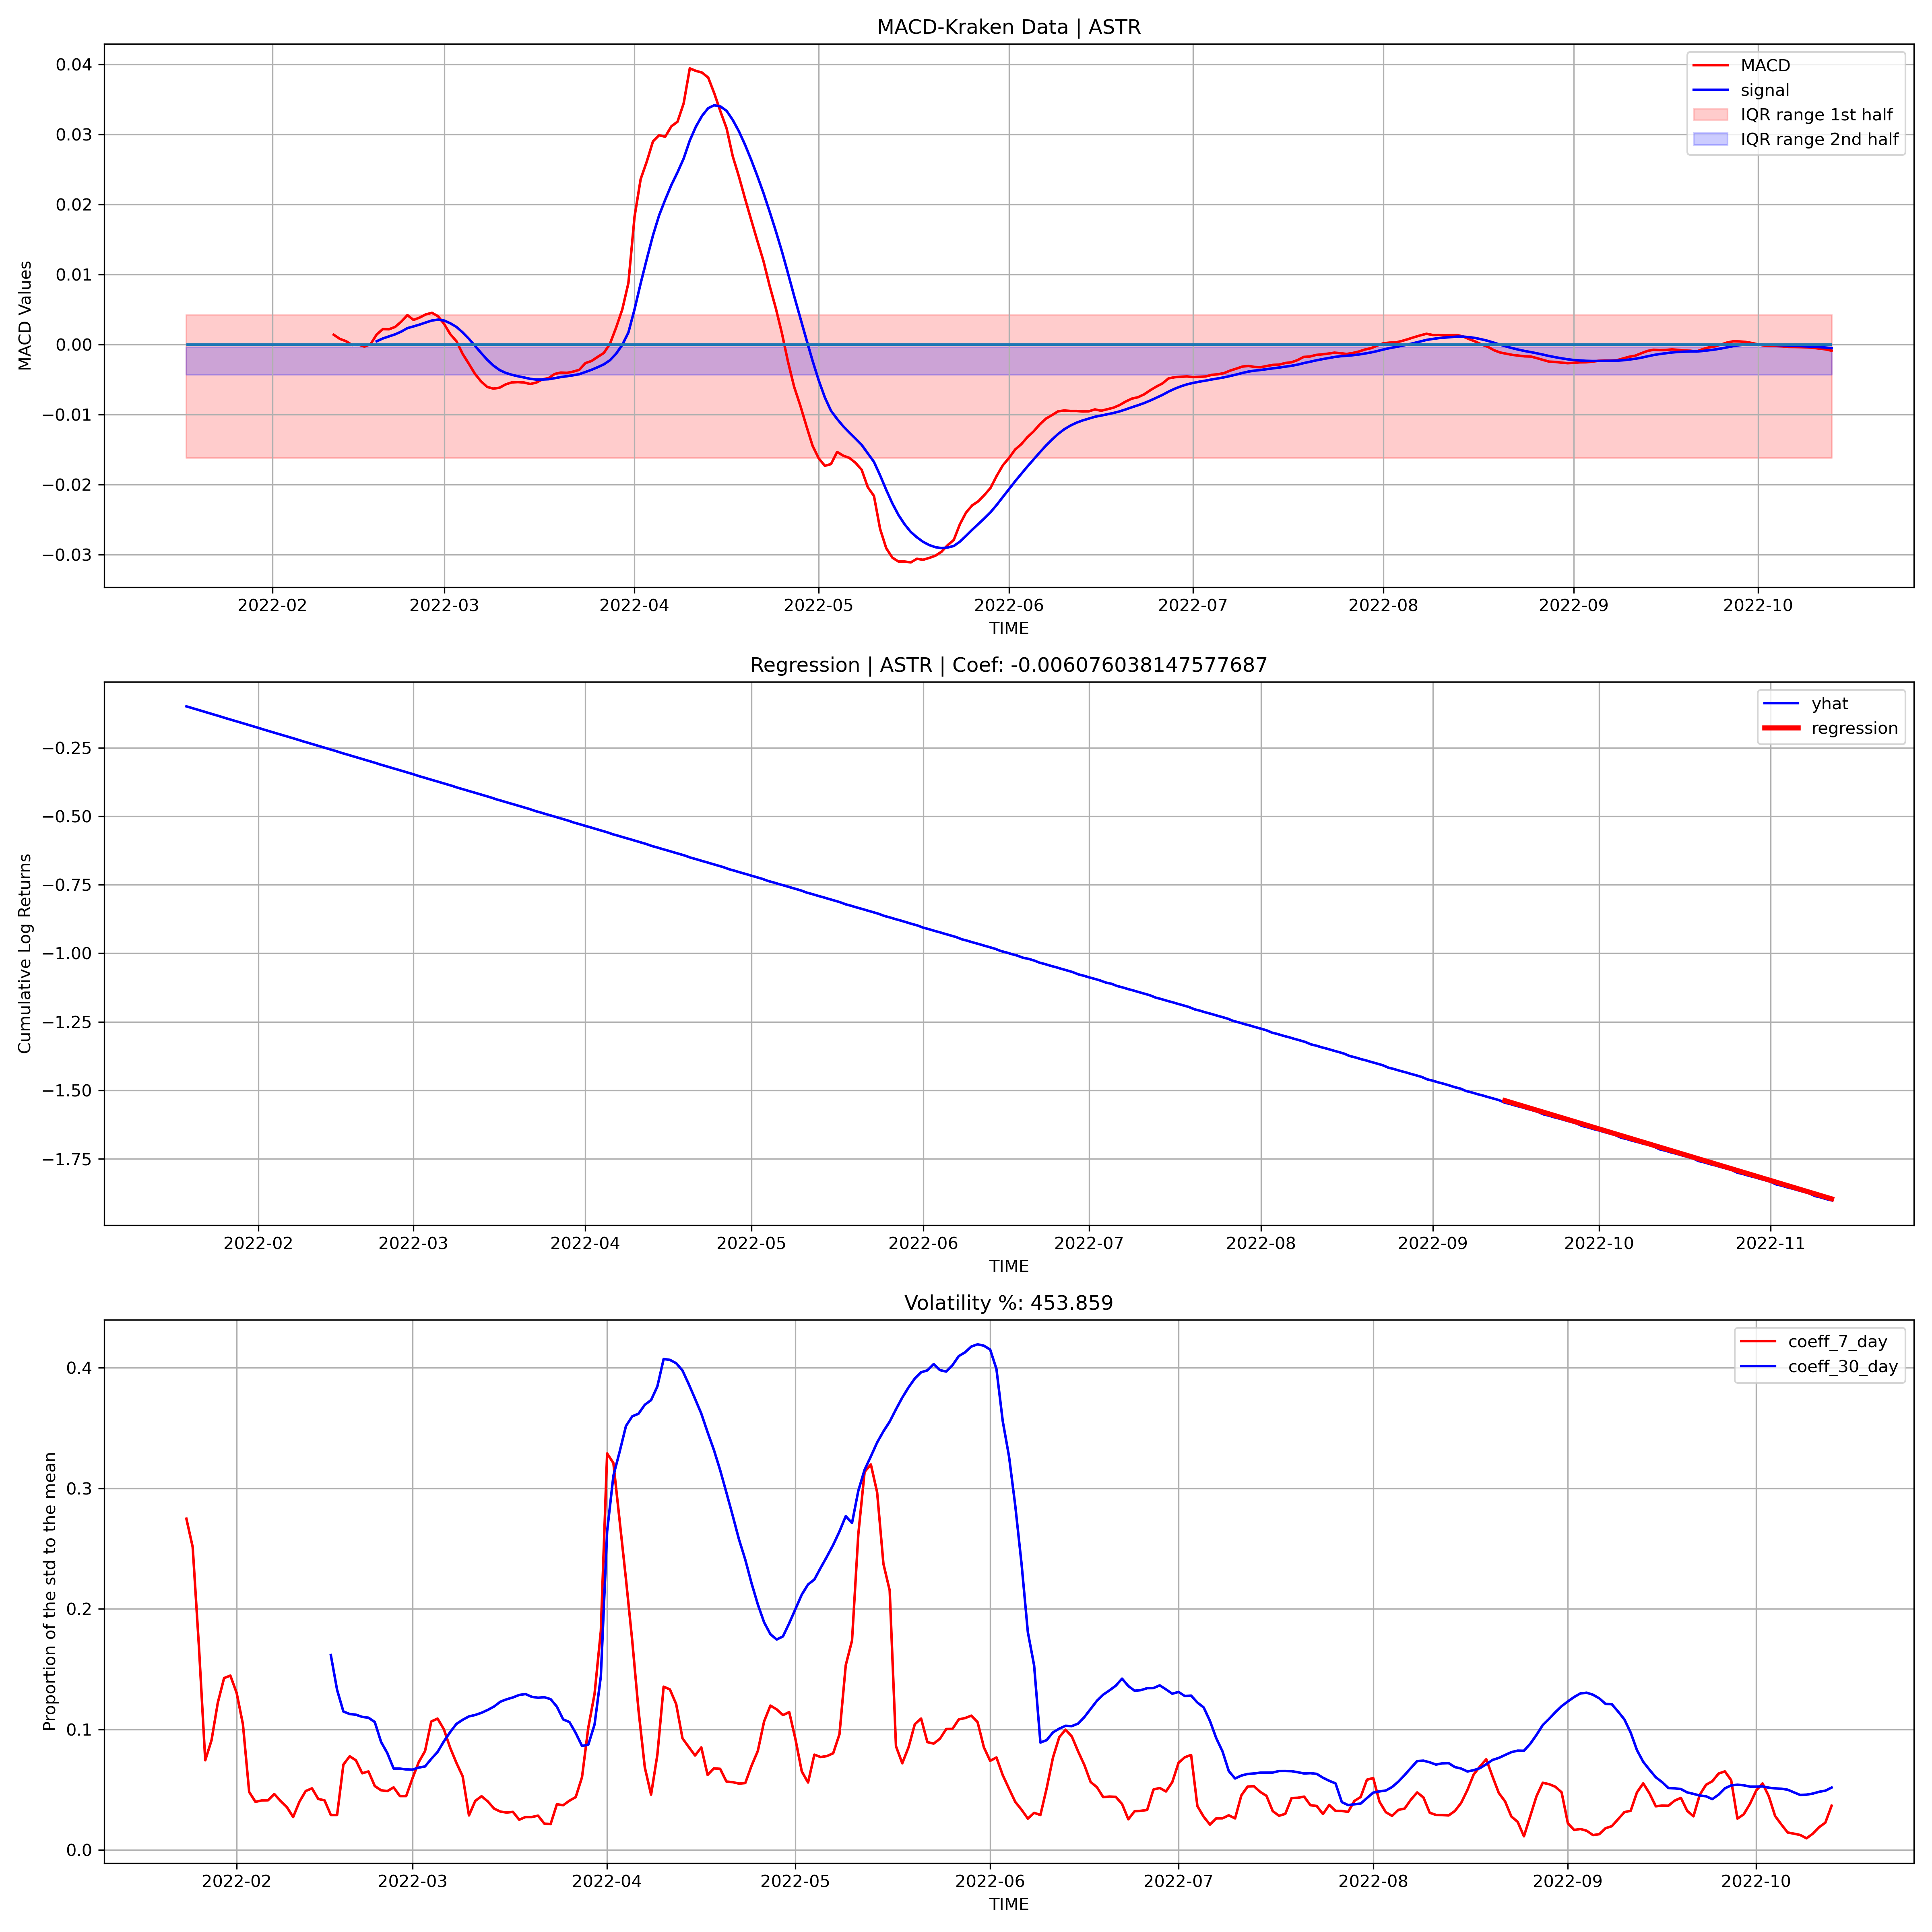 MACD-Kraken Data | ASTR
MACD Values
0.04
0.03
0.02
0.01
0.00
−0.01
−0.02
−0.03
MACD
signal
IQR range 1st half
IQR range 2nd half
2022-02 2022-03 2022-04 2022-05 2022-06 2022-07 2022-08 2022-09 2022-10
TIME
Regression | ASTR | Coef: -0.006076038147577687
Cumulative Log Returns
−0.25
−0.50
−0.75
−1.00
−1.25
−1.50
−1.75
yhat
regression
2022-02 2022-03 2022-04 2022-05 2022-06 2022-07 2022-08 2022-09 2022-10 2022-11
TIME
Volatility %: 453.859
Proportion of the std to the mean
0.4
0.3
0.2
0.1
0.0
coeff_7_day
coeff_30_day
2022-02 2022-03 2022-04 2022-05 2022-06 2022-07 2022-08 2022-09 2022-10
TIME